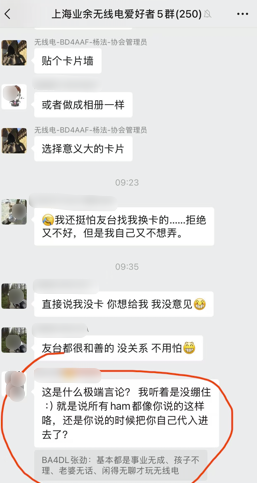 上海业余无线电爱好者5群(250)
无线电-BD4AAF-杨法-协会管理员
贴个卡片墙
或者做成相册一样
无线电-BD4AAF-杨法-协会管理员
选择意义大的卡片
09:23
我还挺怕友台找我换卡的……拒绝
又不好，但是我自己又不想弄。
09:35
直接说我没卡 你想给我 我没意见
友台都很和善的 没关系 不用怕
这是什么极端言论？ 我听着是没绷住
:) 就是说所有ham都像你说的这样
咯，还是你说的时候把你自己代入进
去了？
BA4DL张劲：基本都是事业无成、孩子不
理、老婆无话、闲得无聊才玩无线电